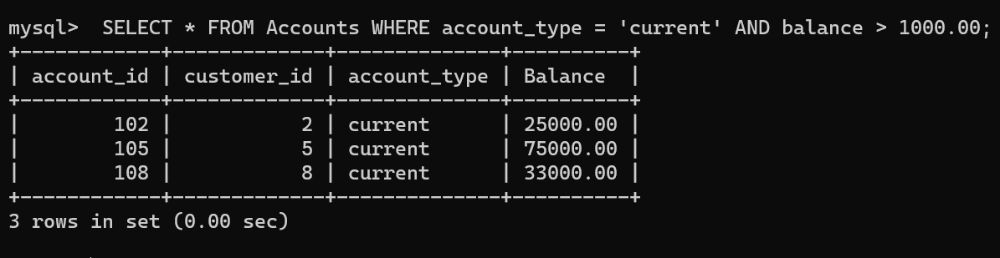 mysql>  SELECT * FROM Accounts WHERE account_type = 'current' AND balance > 1000.00;
+------------+-------------+--------------+----------+
| account_id | customer_id | account_type | Balance  |
+------------+-------------+--------------+----------+
|        102 |           2 | current      | 25000.00 |
|        105 |           5 | current      | 75000.00 |
|        108 |           8 | current      | 33000.00 |
+------------+-------------+--------------+----------+
3 rows in set (0.00 sec)